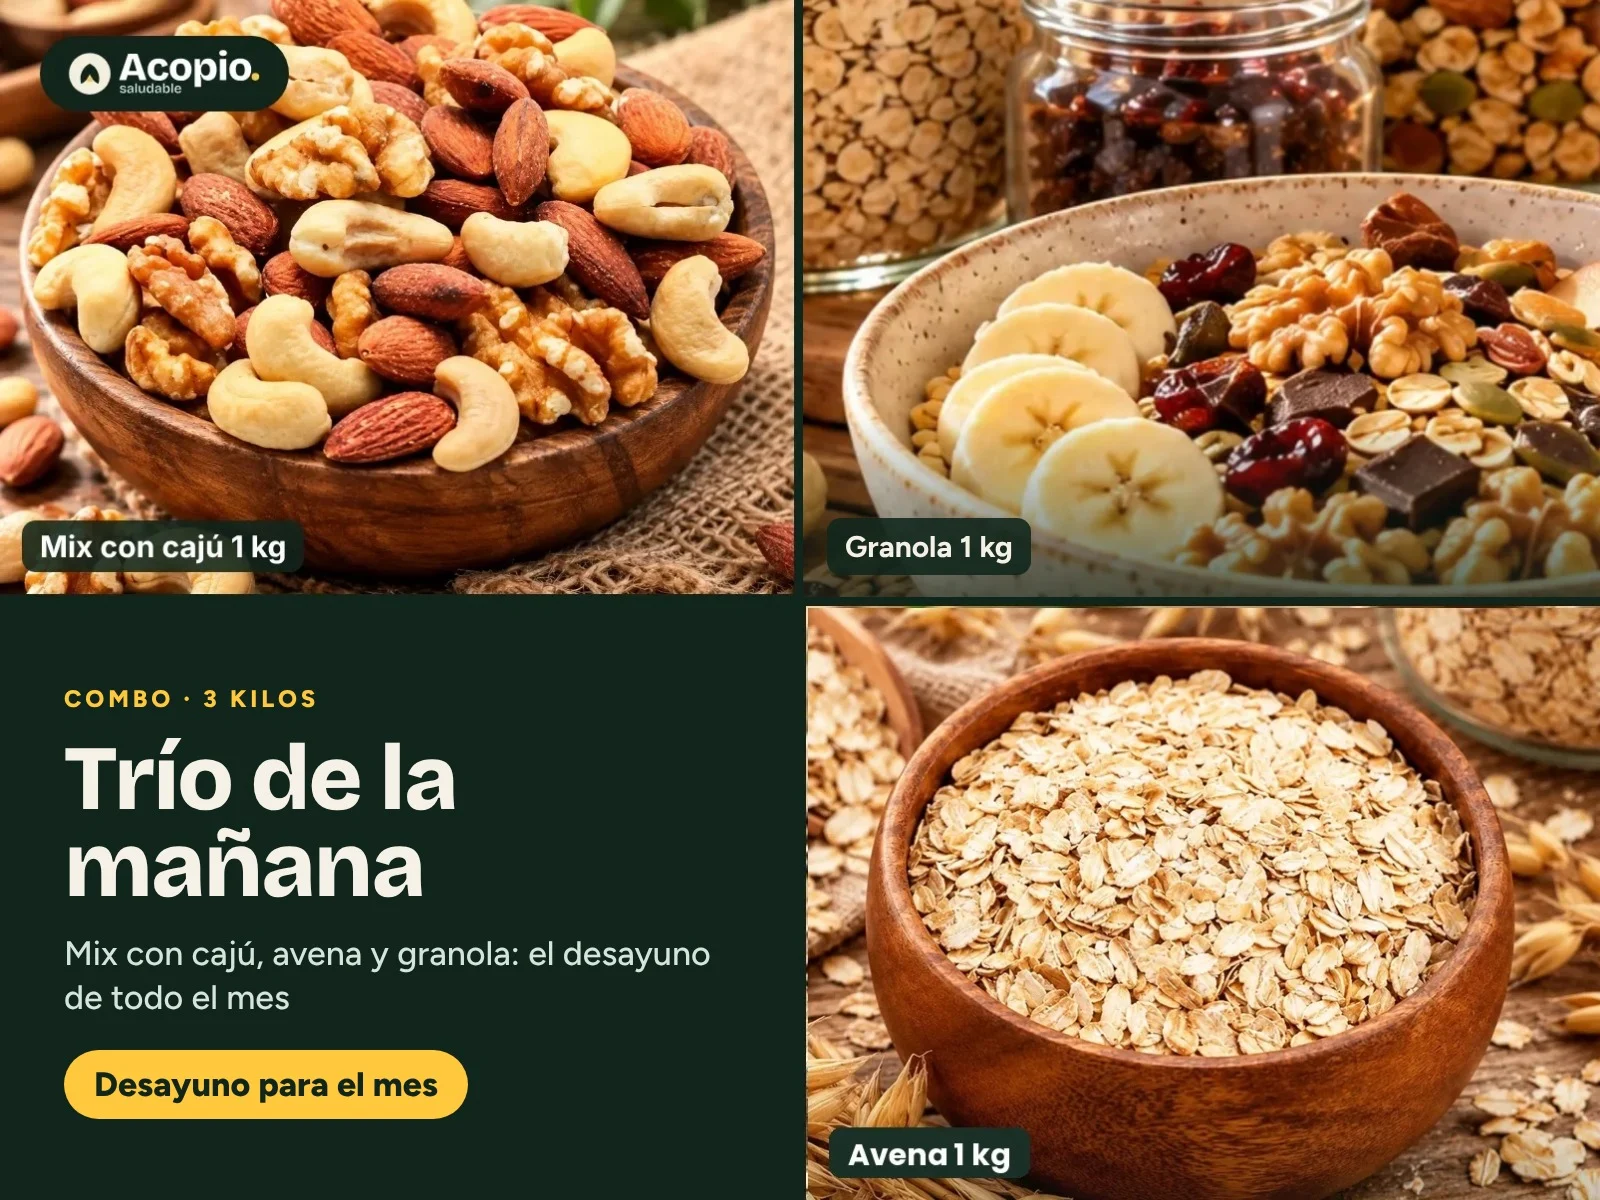 Acopio.
saludable
Mix con cajú 1 kg
Granola 1 kg
COMBO · 3 KILOS
Trío de la
mañana
Mix con cajú, avena y granola: el desayuno
de todo el mes
Desayuno para el mes
Avena 1 kg